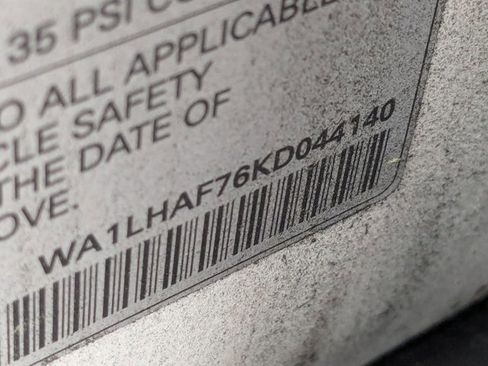 35 PSI
O ALL APPLICABLE
CLE SAFETY
THE DATE OF
OVE.
WA1LHAF76KD044140